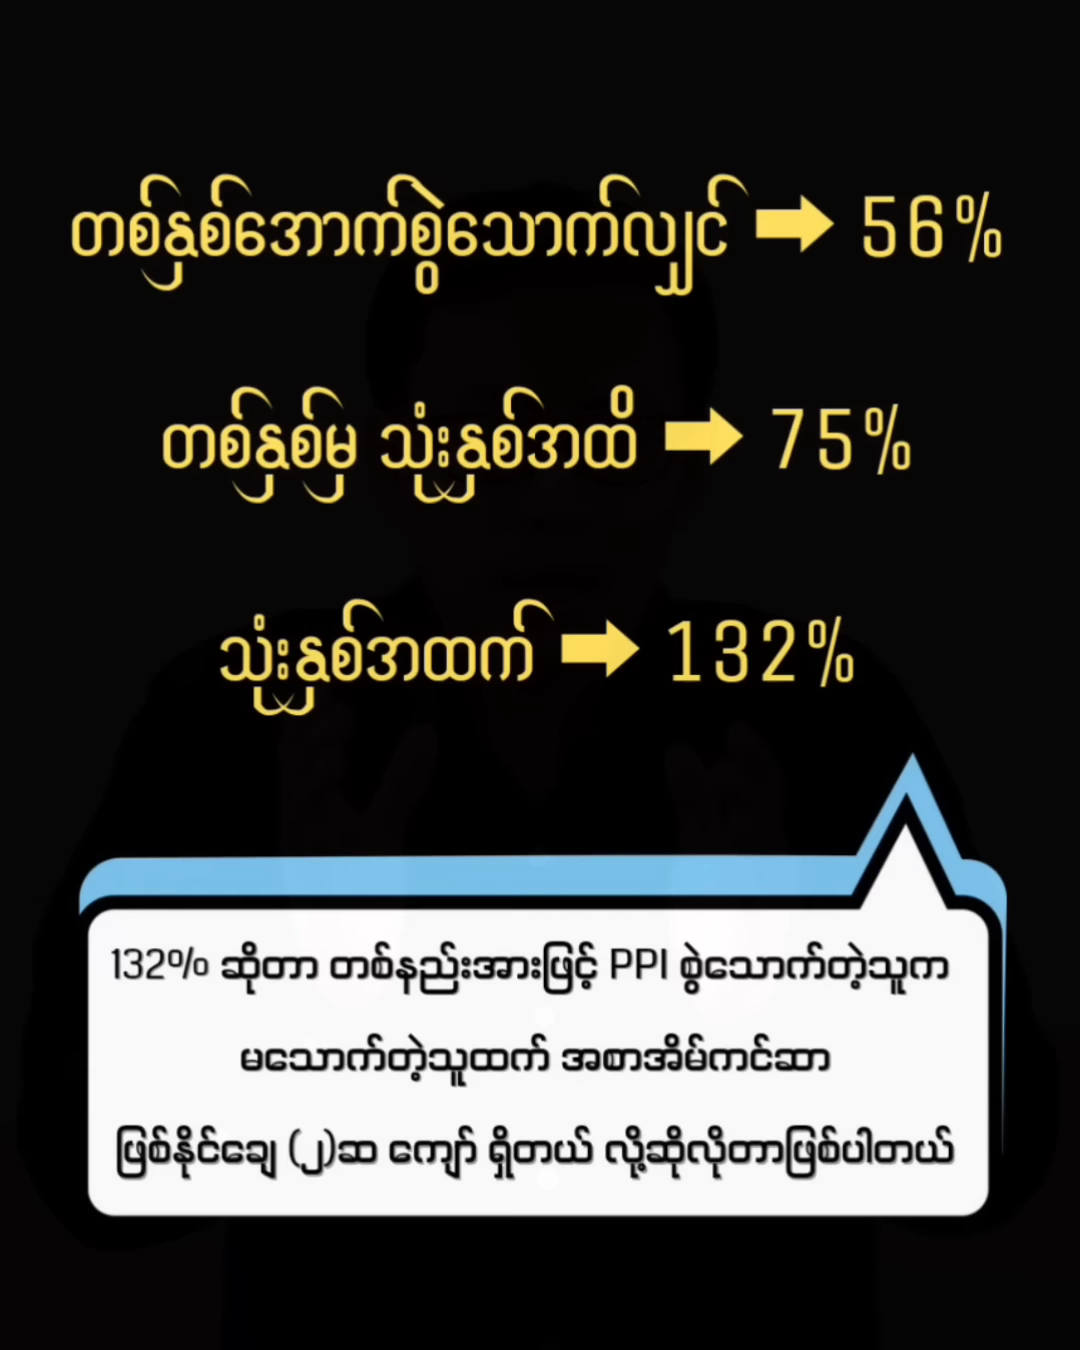 တစ်နှစ်အောက်စွဲသောက်လျှင် ➡ 56%
တစ်နှစ်မှ သုံးနှစ်အထိ ➡ 75%
သုံးနှစ်အထက် ➡ 132%
132% ဆိုတာ တစ်နည်းအားဖြင့် PPI စွဲသောက်တဲ့သူက
မသောက်တဲ့သူထက် အစာအိမ်ကင်ဆာ
ဖြစ်နိုင်ချေ (၂)ဆ ကျော် ရှိတယ် လို့ဆိုလိုတာဖြစ်ပါတယ်